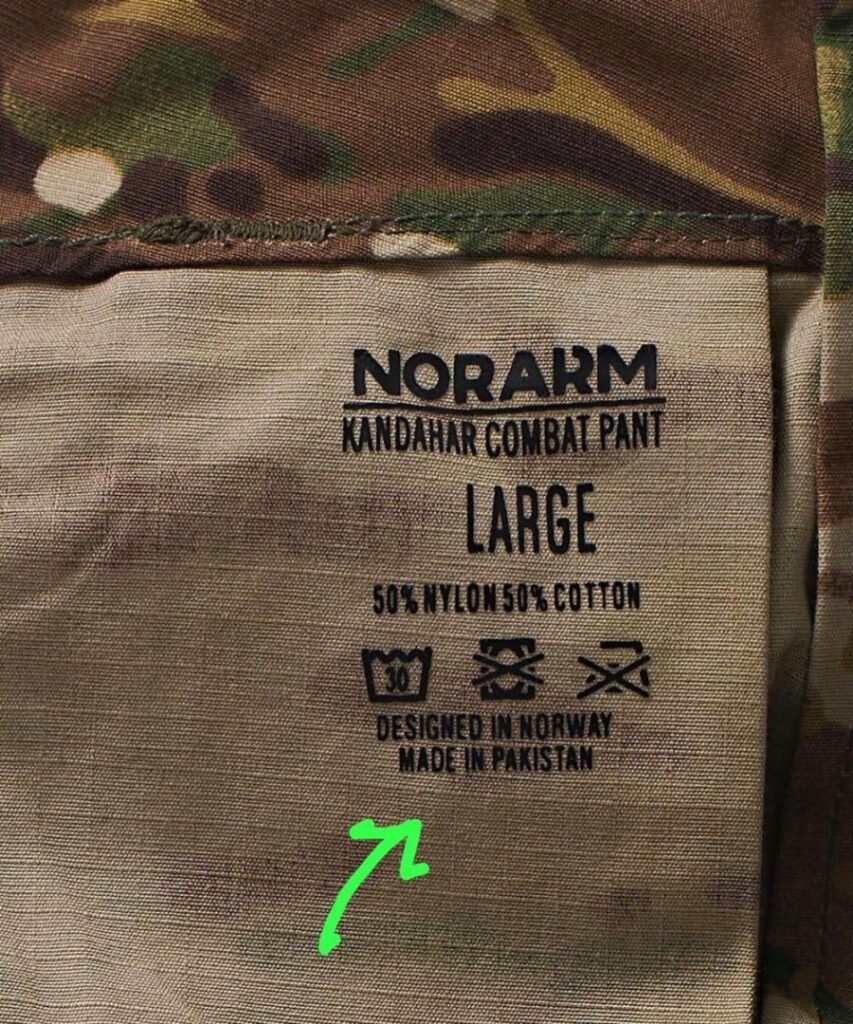 NORARM
KANDAHAR COMBAT PANT
LARGE
50% NYLON 50% COTTON
30
DESIGNED IN NORWAY
MADE IN PAKISTAN